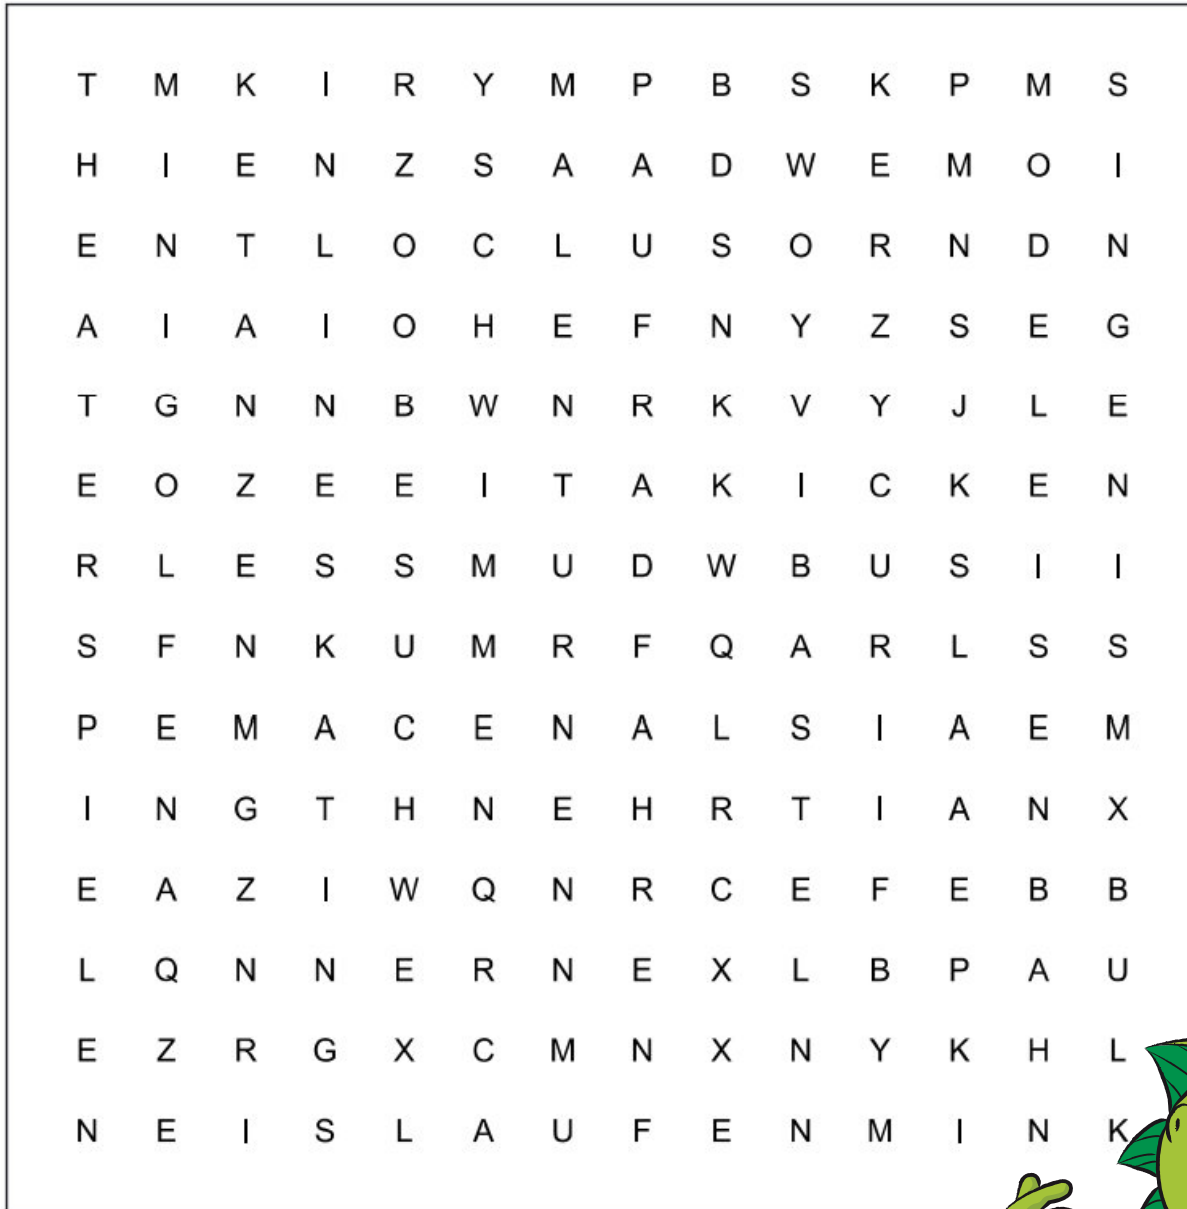 T M K I R Y M P B S K P M S
H I E N Z S A A D W E M O I
E N T L O C L U S O R N D N
A I A I O H E F N Y Z S E G
T G N N B W N R K V Y J L E
E O Z E E I T A K I C K E N
R L E S S M U D W B U S I I
S F N K U M R F Q A R L S S
P E M A C E N A L S I A E M
I N G T H N E H R T I A N X
E A Z I W Q N R C E F E B B
L Q N N E R N E X L B P A U
E Z R G X C M N X N Y K H L
N E I S L A U F E N M I N K